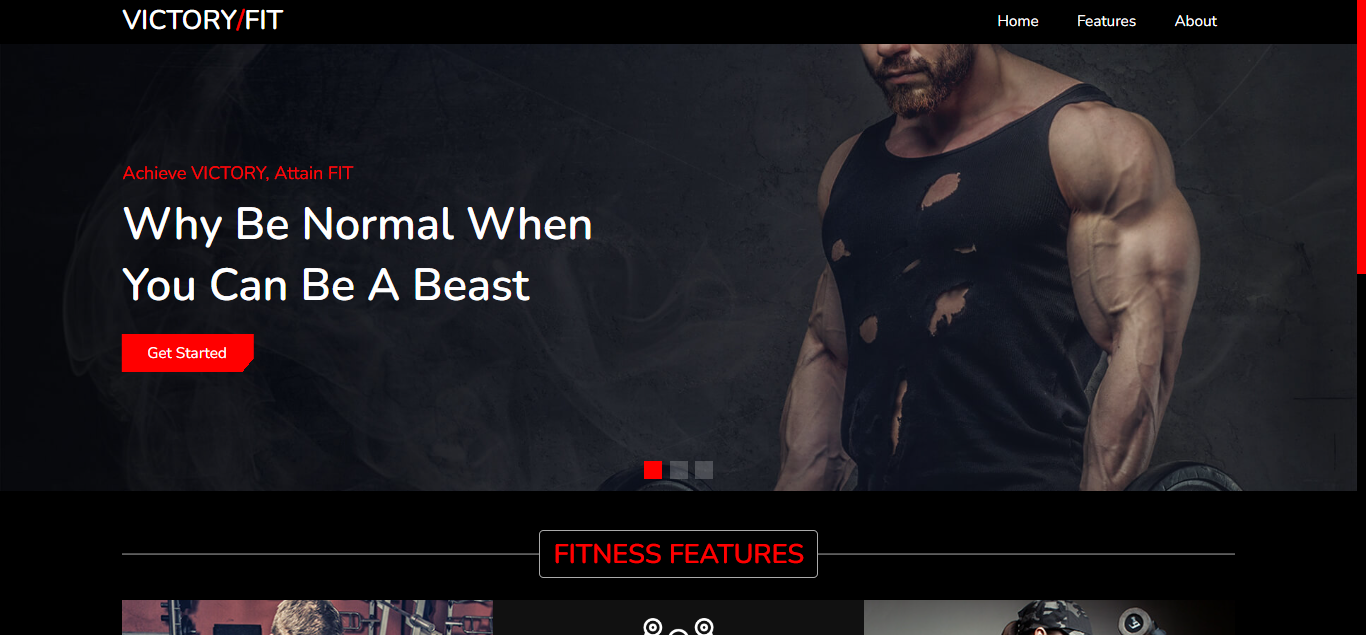 VICTORY/FIT
Home Features About
Achieve VICTORY, Attain FIT
Why Be Normal When
You Can Be A Beast
Get Started
FITNESS FEATURES